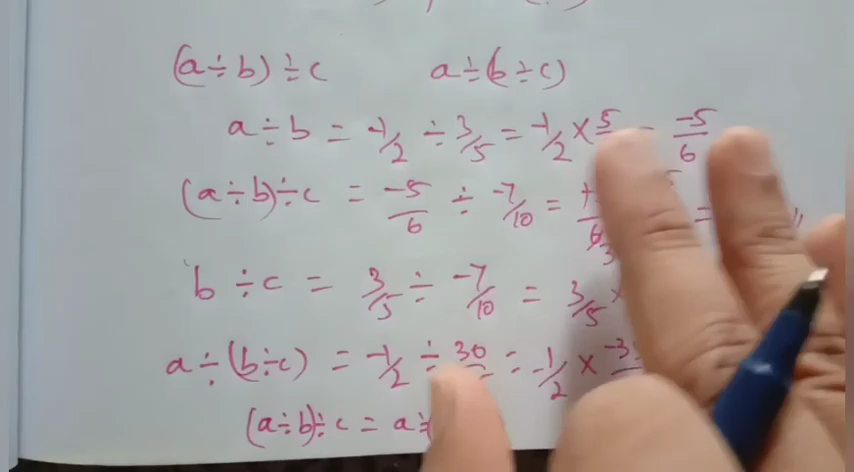 (a÷b)÷c a÷(b÷c)
a÷b = -1/2 ÷ 3/5 = -1/2 × 5 = -5/6
(a÷b)÷c = -5/6 ÷ -7/10 = =
b÷c = 3/5 ÷ -7/10 = 3/5 ×
a÷(b÷c) = -1/2 ÷ 30 = -1/2 ×
(a÷b)÷c = a÷